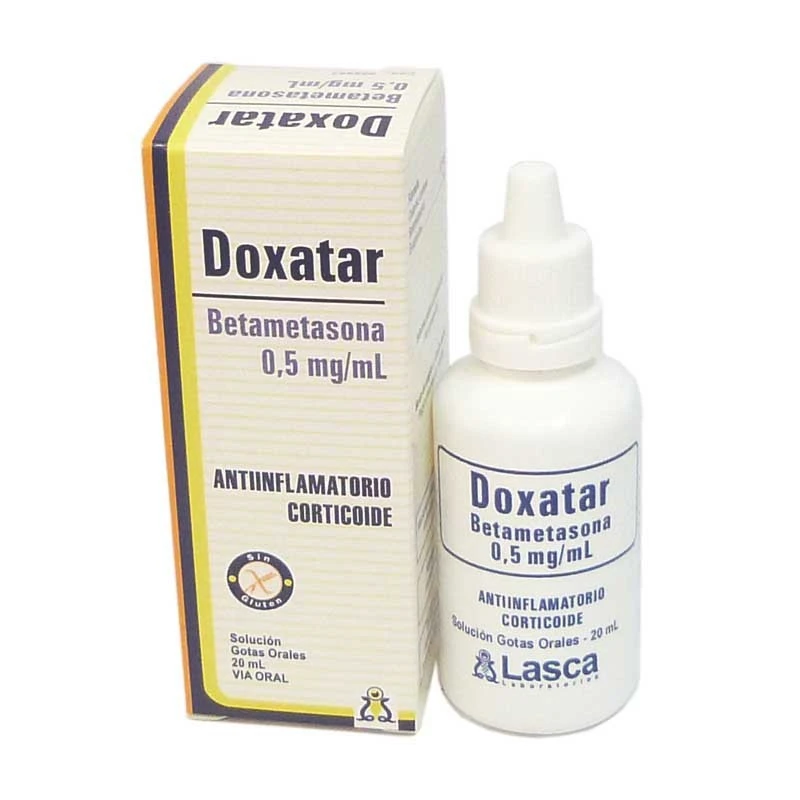 Doxatar
Betametasona
0,5 mg/mL
Doxatar
Betametasona
0,5 mg/mL
ANTIINFLAMATORIO
CORTICOIDE
Sin
Gluten
Solución
Gotas Orales
20 mL
VIA ORAL
Doxatar
Betametasona
0,5 mg/mL
ANTIINFLAMATORIO
CORTICOIDE
Solución Gotas Orales - 20 mL
Lasca
Laboratorios